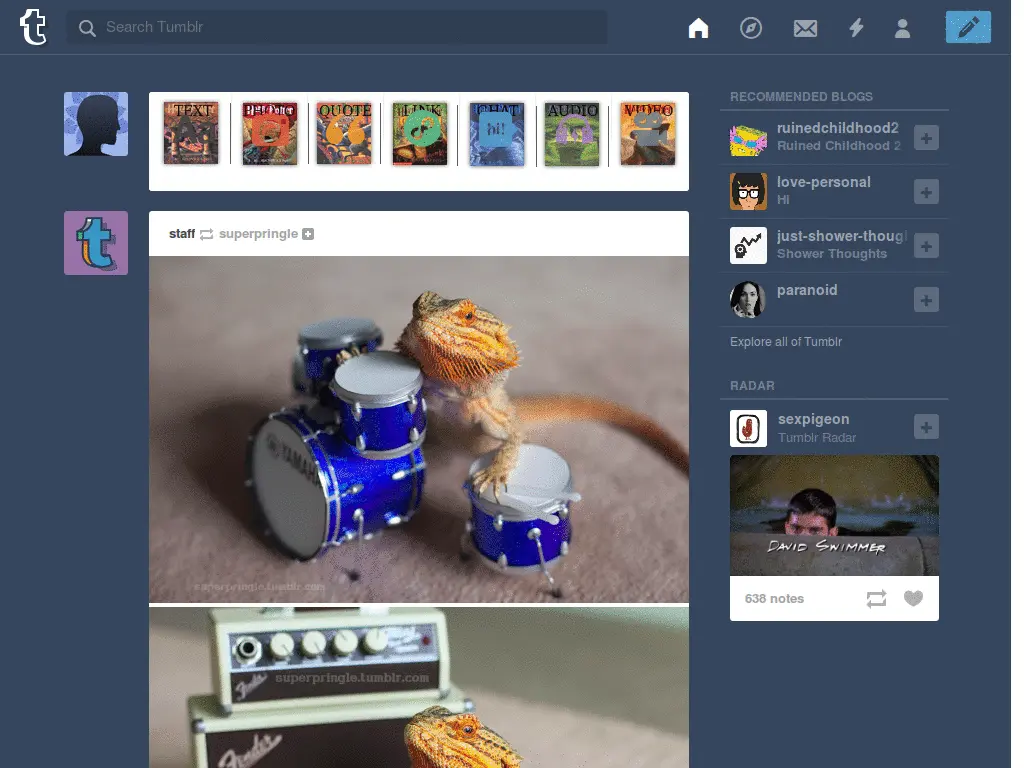 Search Tumblr
TEXT
Harry Potter
QUOTE
LINK
CHAT
hi!
AUDIO
VIDEO
staff superpringle
YAMAHA
superpringle.tumblr.com
Fender
superpringle.tumblr.com
Fender
RECOMMENDED BLOGS
ruinedchildhood2
Ruined Childhood 2
love-personal
Hi
just-shower-thoug
Shower Thoughts
paranoid
Explore all of Tumblr
RADAR
sexpigeon
Tumblr Radar
DAVID SWIMMER
638 notes